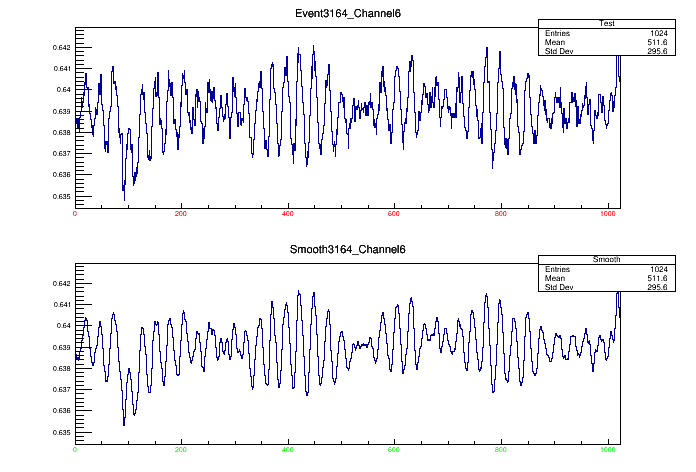 Event3164_Channel6
Test
Entries 1024
Mean 511.6
Std Dev 295.6
0.642
0.641
0.64
0.639
0.638
0.637
0.636
0.635
0 200 400 600 800 1000
Smooth3164_Channel6
Smooth
Entries 1024
Mean 511.6
Std Dev 295.6
0.642
0.641
0.64
0.639
0.638
0.637
0.636
0.635
0 200 400 600 800 1000